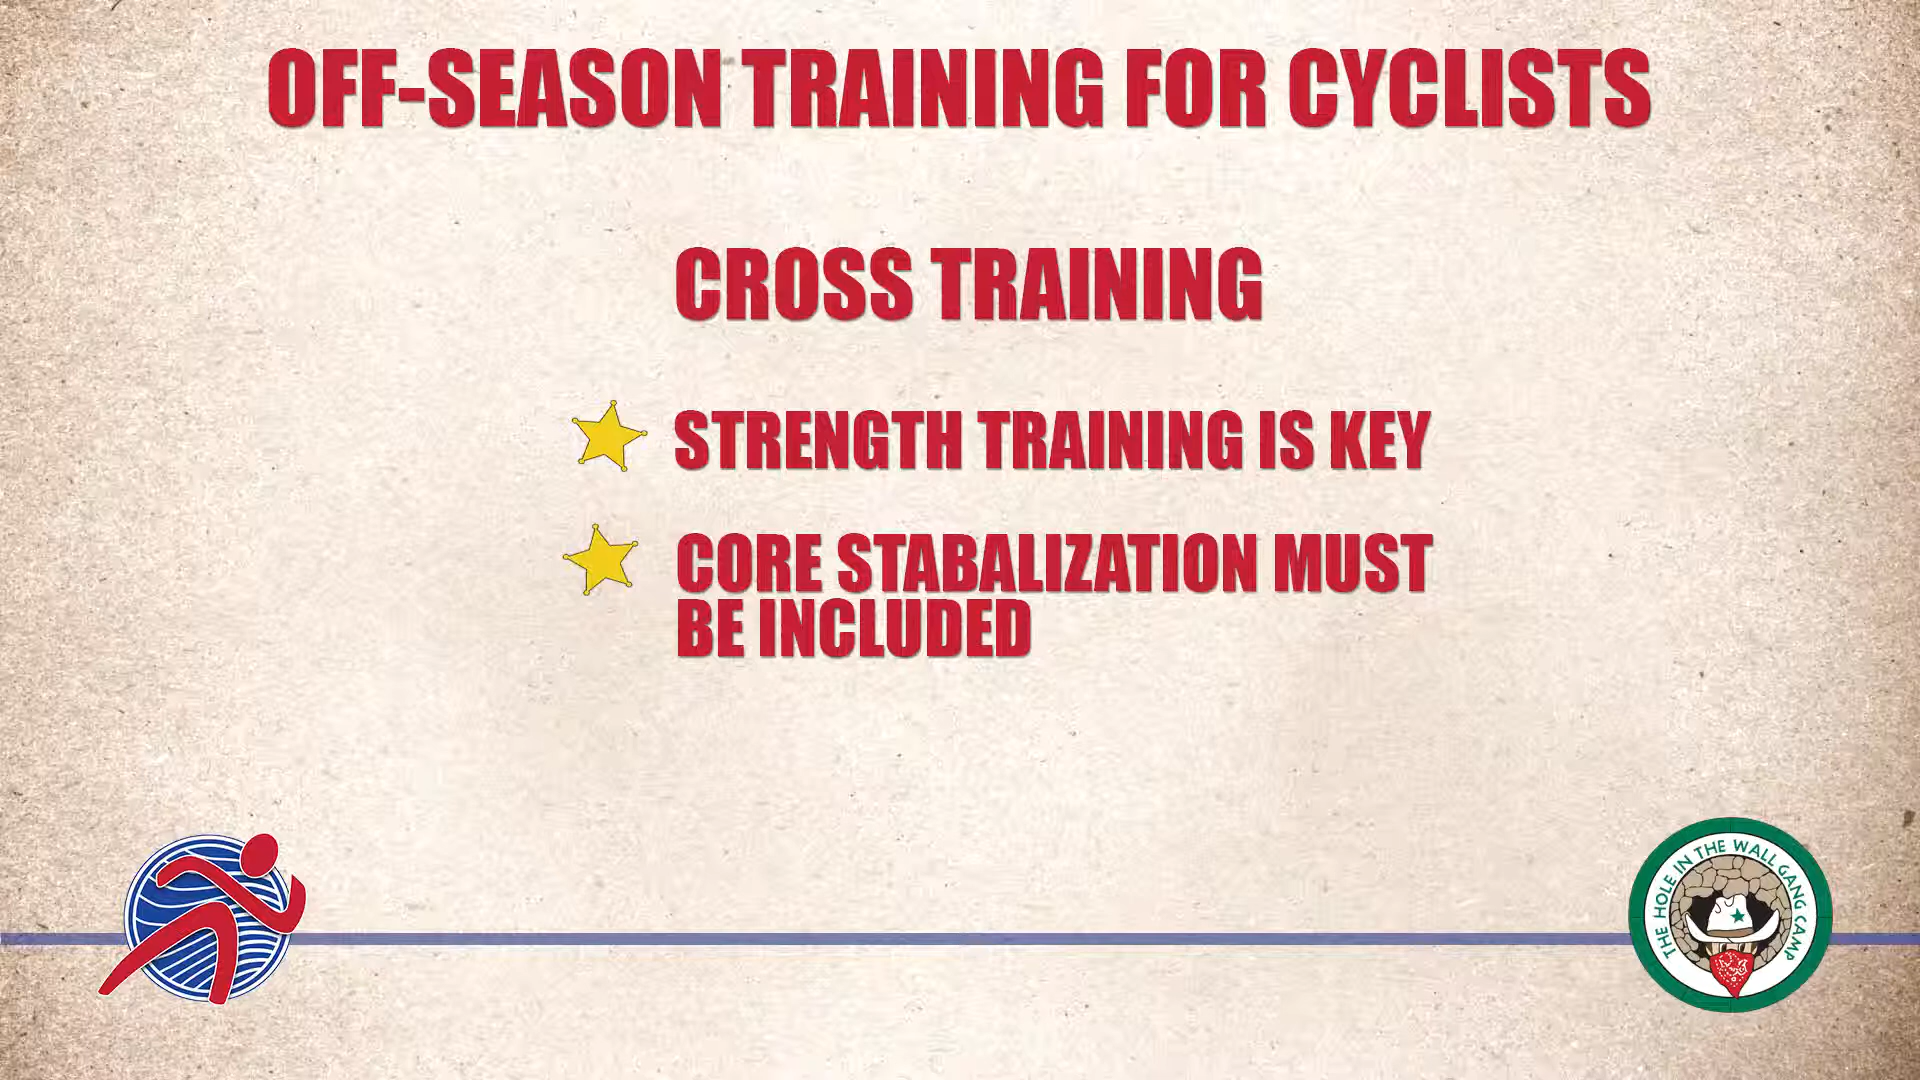 OFF-SEASON TRAINING FOR CYCLISTS
CROSS TRAINING
STRENGTH TRAINING IS KEY
CORE STABALIZATION MUST
BE INCLUDED
THE HOLE IN THE WALL GANG CAMP